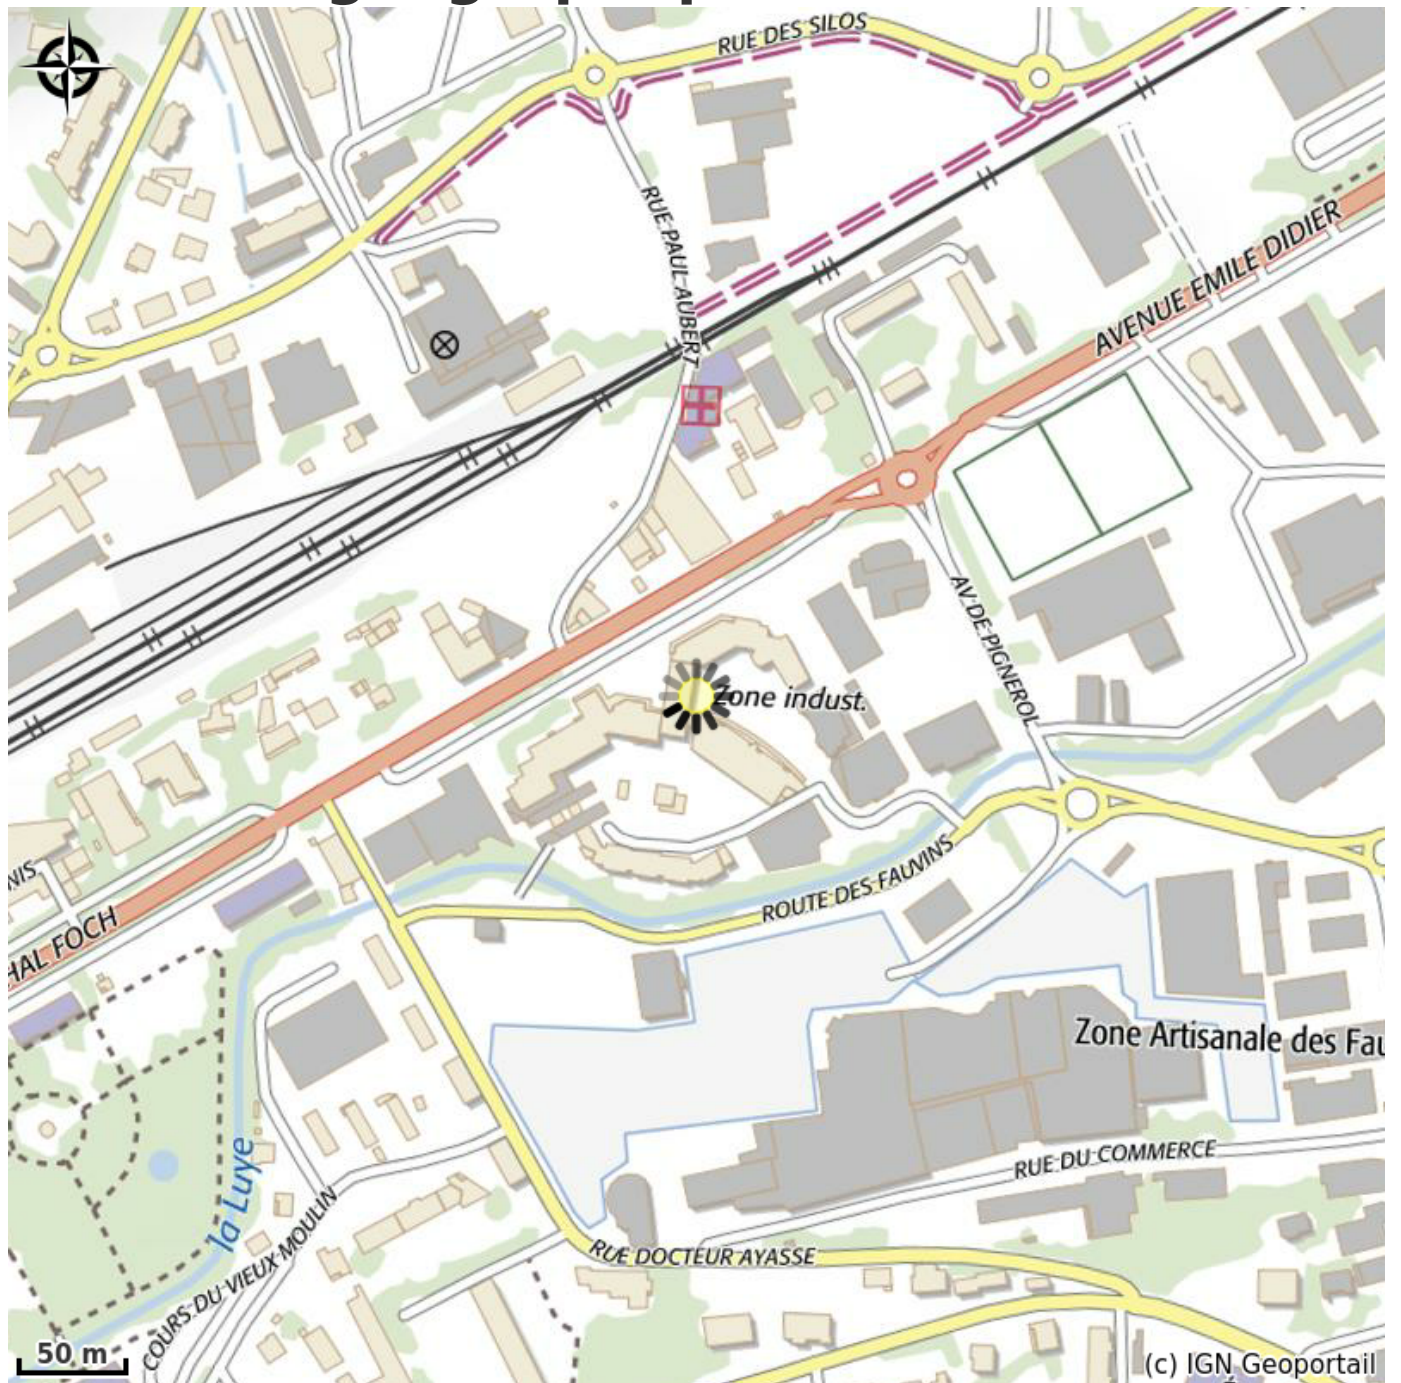 RUE DES SILOS
RUE PAUL AUBERT
AVENUE EMILE DIDIER
AV DE PIGNEROL
Zone indust.
ROUTE DES FAUVINS
NIS
HAL FOCH
Zone Artisanale des Fau
la Luye
RUE DU COMMERCE
COURS DU VIEUX MOULIN
RUE DOCTEUR AYASSE
50 m
(c) IGN Geoportail